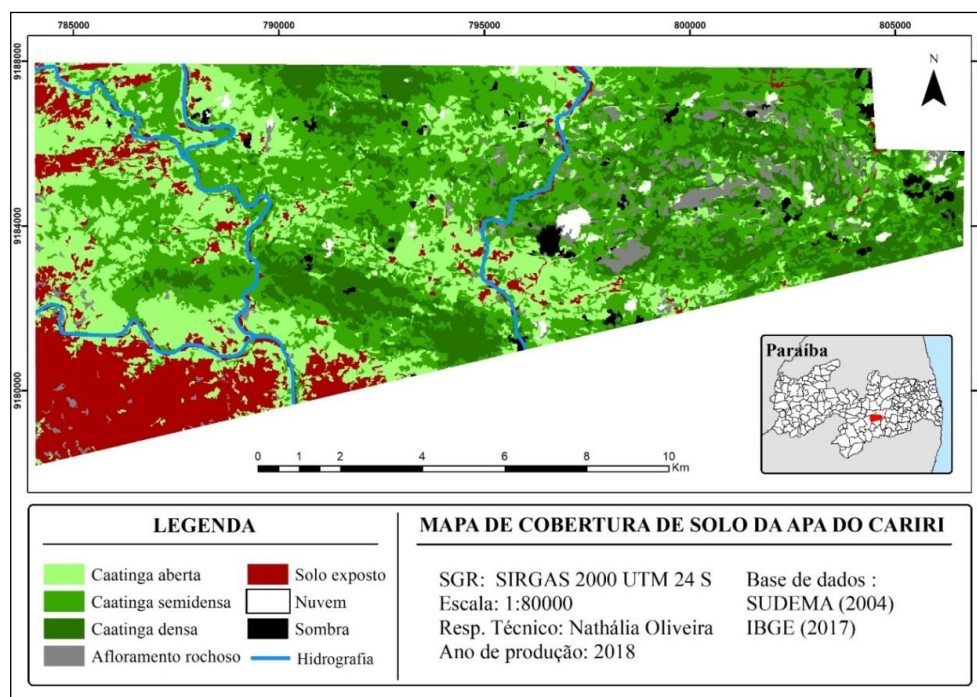 785000 790000 795000 800000 805000
9188000
9184000
9180000
N
Paraíba
0 1 2 4 6 8 10
Km
LEGENDA
Caatinga aberta
Caatinga semidensa
Caatinga densa
Afloramento rochoso
Solo exposto
Nuvem
Sombra
Hidrografia
MAPA DE COBERTURA DE SOLO DA APA DO CARIRI
SGR: SIRGAS 2000 UTM 24 S
Escala: 1:80000
Resp. Técnico: Nathália Oliveira
Ano de produção: 2018
Base de dados :
SUDEMA (2004)
IBGE (2017)